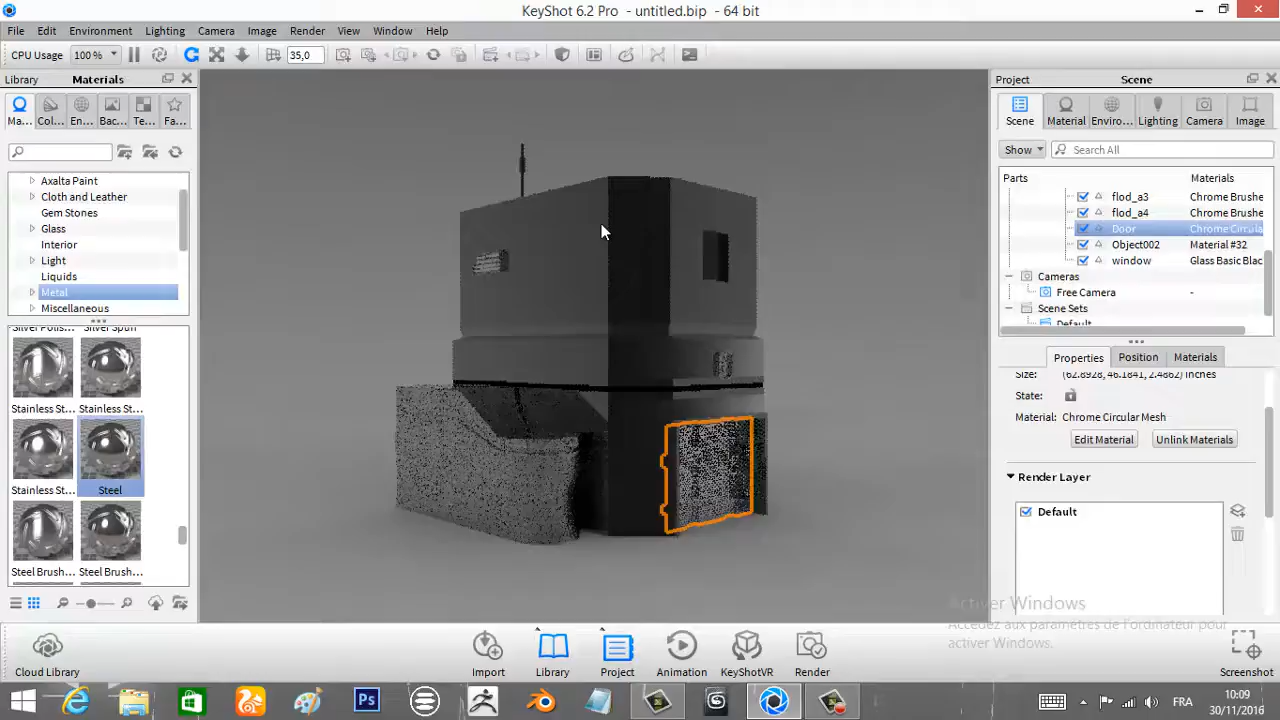 KeyShot 6.2 Pro - untitled.bip - 64 bit
File Edit Environment Lighting Camera Image Render View Window Help
CPU Usage 100 % 35,0
Library Materials
Project Scene
Ma... Col... En... Bac... Te... Fa...
Scene Material Enviro... Lighting Camera Image
Show Search All
Parts Materials
Axalta Paint
Cloth and Leather
Gem Stones
Glass
Interior
Light
Liquids
Metal
Miscellaneous
flod_a3 Chrome Brushe
flod_a4 Chrome Brushe
Door Chrome Circula
Object002 Material #32
window Glass Basic Blac
Cameras
Free Camera -
Scene Sets
Default
Silver Polis... Silver Spun
Stainless St... Stainless St...
Stainless St... Steel
Steel Brush... Steel Brush...
Properties Position Materials
Size: (62.8928, 46.1841, 2.4862) inches
State:
Material: Chrome Circular Mesh
Edit Material Unlink Materials
Render Layer
Default
Activer Windows
Accédez aux paramètres de l'ordinateur pour
activer Windows.
Cloud Library Import Library Project Animation KeyShotVR Render Screenshot
Ps
FR
10:09
30/11/2016